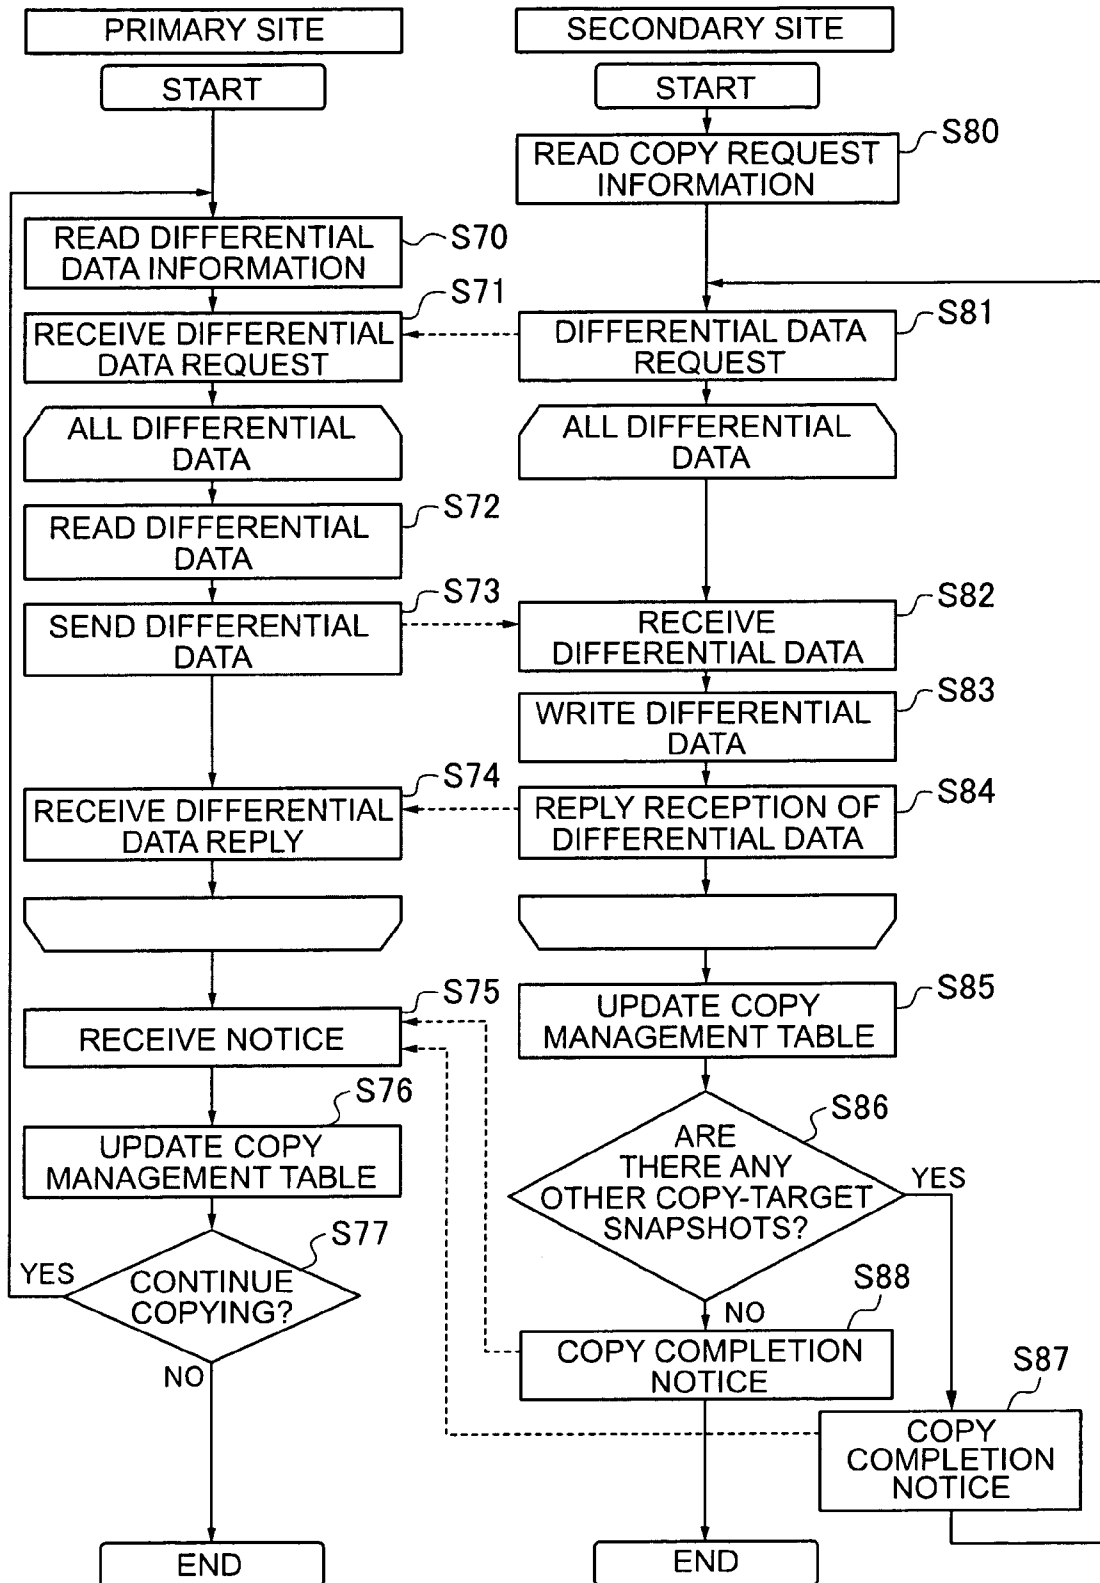 PRIMARY SITE
START
READ DIFFERENTIAL
DATA INFORMATION
S70
RECEIVE DIFFERENTIAL
DATA REQUEST
S71
ALL DIFFERENTIAL
DATA
READ DIFFERENTIAL
DATA
S72
SEND DIFFERENTIAL
DATA
S73
RECEIVE DIFFERENTIAL
DATA REPLY
S74
RECEIVE NOTICE
S75
UPDATE COPY
MANAGEMENT TABLE
S76
CONTINUE
COPYING?
S77
YES
NO
END
SECONDARY SITE
START
READ COPY REQUEST
INFORMATION
S80
DIFFERENTIAL DATA
REQUEST
S81
ALL DIFFERENTIAL
DATA
RECEIVE
DIFFERENTIAL DATA
S82
WRITE DIFFERENTIAL
DATA
S83
REPLY RECEPTION OF
DIFFERENTIAL DATA
S84
UPDATE COPY
MANAGEMENT TABLE
S85
ARE
THERE ANY
OTHER COPY-TARGET
SNAPSHOTS?
S86
YES
NO
COPY COMPLETION
NOTICE
S88
COPY
COMPLETION
NOTICE
S87
END